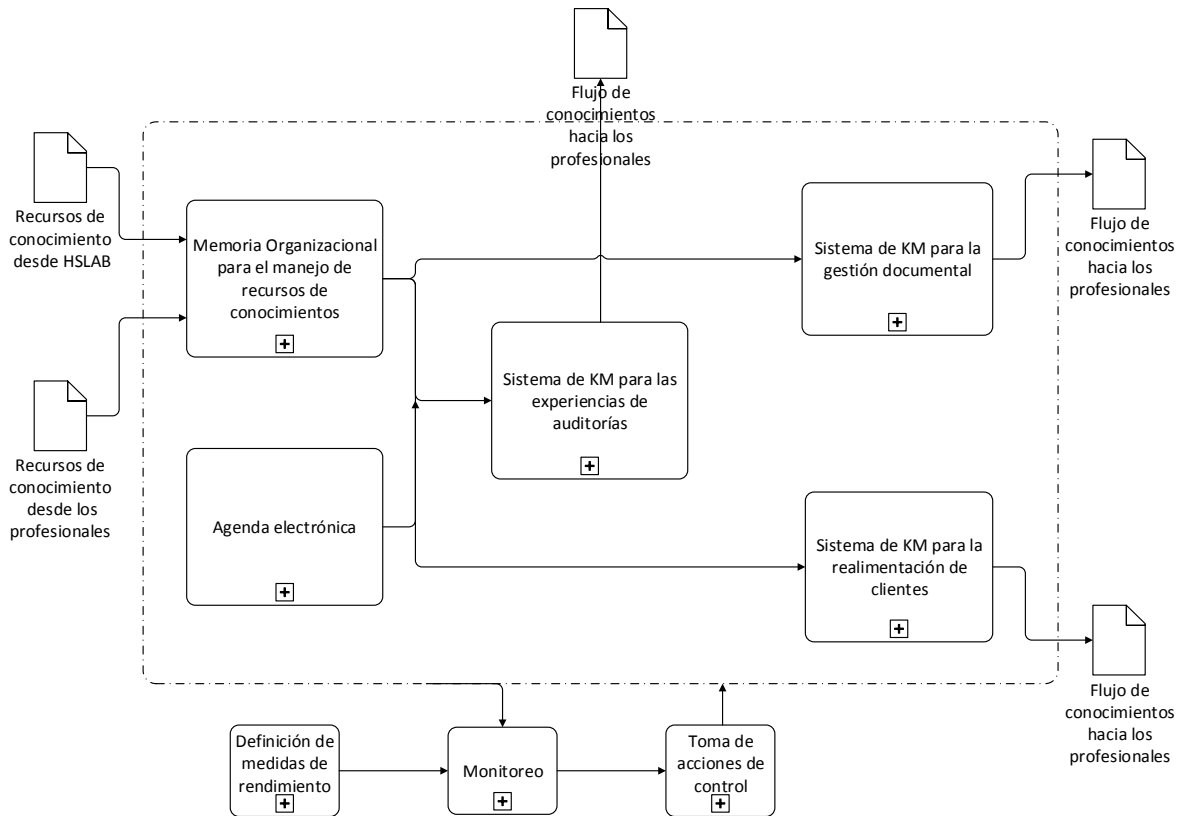 Flujo de
conocimientos
hacia los
profesionales
Recursos de
conocimiento
desde HSLAB
Memoria Organizacional
para el manejo de
recursos de
conocimientos
Sistema de KM para la
gestión documental
Flujo de
conocimientos
hacia los
profesionales
Sistema de KM para las
experiencias de
auditorías
Recursos de
conocimiento
desde los
profesionales
Agenda electrónica
Sistema de KM para la
realimentación de
clientes
Flujo de
conocimientos
hacia los
profesionales
Definición de
medidas de
rendimiento
Monitoreo
Toma de
acciones de
control